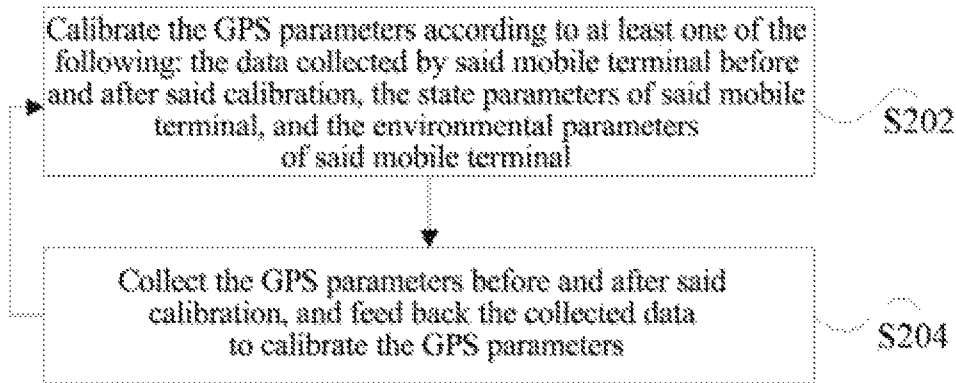 Calibrate the GPS parameters according to at least one of the
following: the data collected by said mobile terminal before
and after said calibration, the state parameters of said mobile
terminal, and the environmental parameters
of said mobile terminal
S202
Collect the GPS parameters before and after said
calibration, and feed back the collected data
to calibrate the GPS parameters
S204